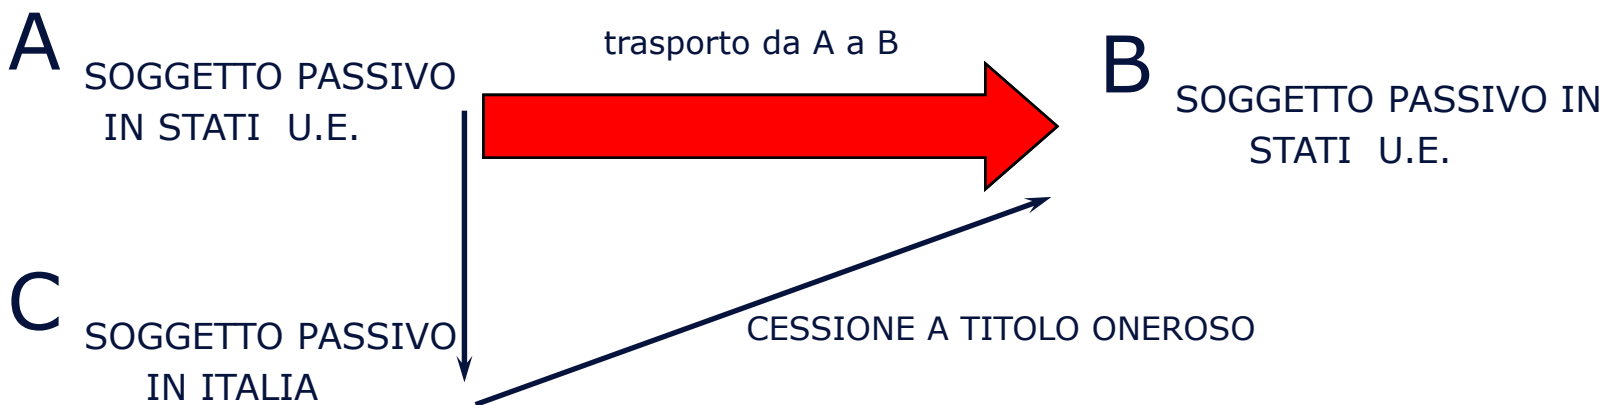 A
SOGGETTO PASSIVO
IN STATI U.E.
trasporto da A a B
B
SOGGETTO PASSIVO IN
STATI U.E.
C
SOGGETTO PASSIVO
IN ITALIA
CESSIONE A TITOLO ONEROSO